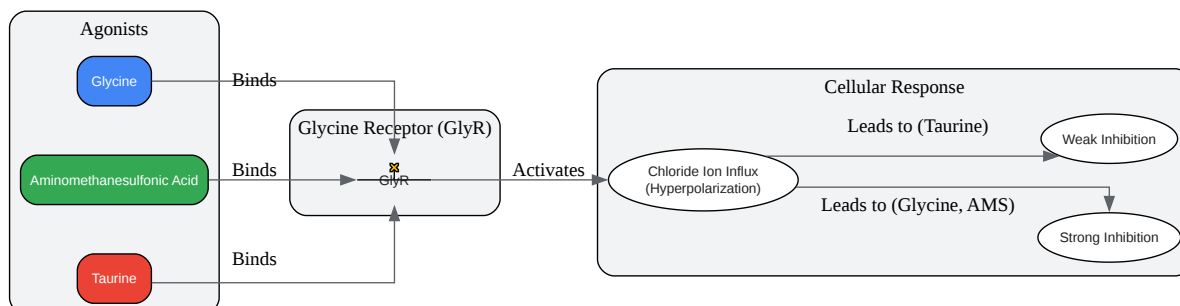 Agonists
Glycine
Aminomethanesulfonic Acid
Taurine
Binds
Binds
Binds
Glycine Receptor (GlyR)
GlyR
Activates
Cellular Response
Chloride Ion Influx
(Hyperpolarization)
Leads to (Taurine)
Weak Inhibition
Leads to (Glycine, AMS)
Strong Inhibition